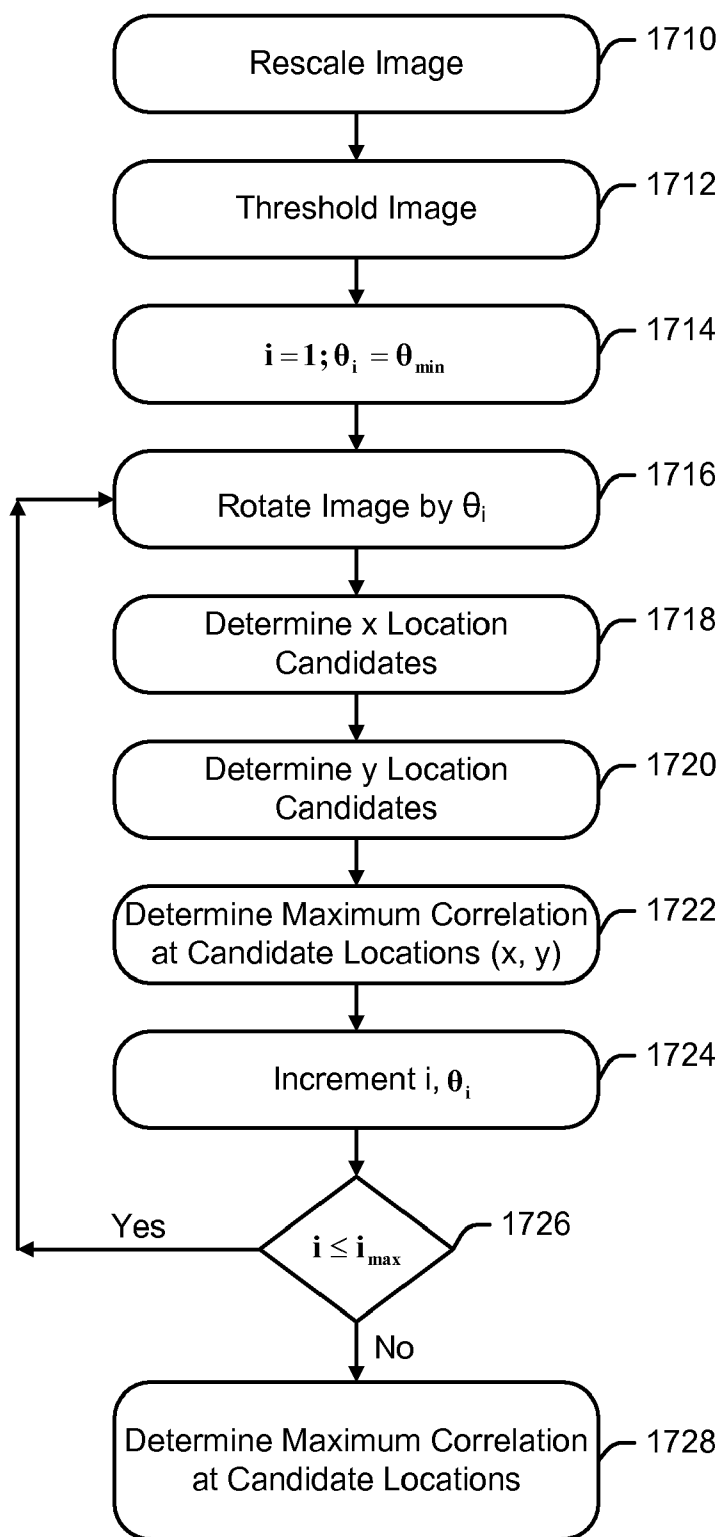 Rescale Image
1710
Threshold Image
1712
i = 1; θi = θmin
1714
Rotate Image by θi
1716
Determine x Location
Candidates
1718
Determine y Location
Candidates
1720
Determine Maximum Correlation
at Candidate Locations (x, y)
1722
Increment i, θi
1724
i ≤ imax
1726
Yes
No
Determine Maximum Correlation
at Candidate Locations
1728